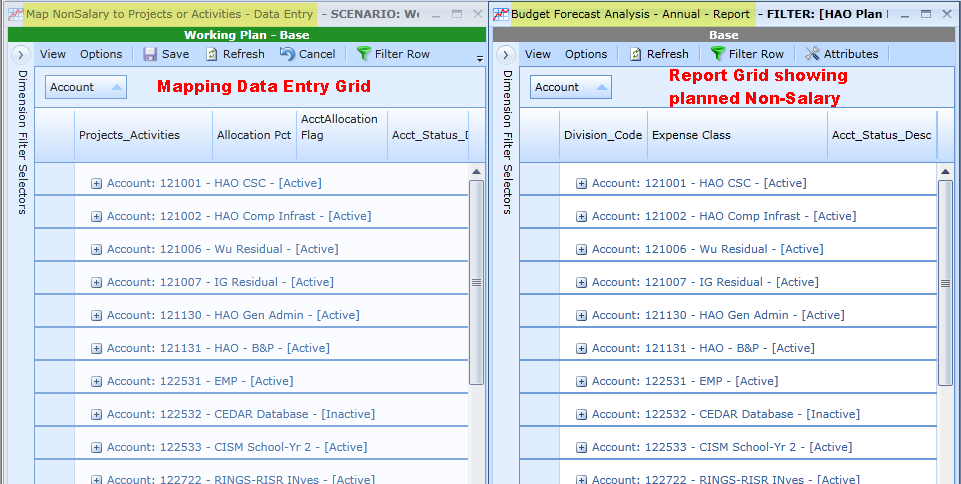 Map NonSalary to Projects or Activities - Data Entry - SCENARIO: Wo
Working Plan - Base
View Options Save Refresh Cancel Filter Row
Dimension Filter Selectors
Account
Mapping Data Entry Grid
Projects_Activities Allocation Pct AcctAllocation Flag Acct_Status_D
Account: 121001 - HAO CSC - [Active]
Account: 121002 - HAO Comp Infrast - [Active]
Account: 121006 - Wu Residual - [Active]
Account: 121007 - IG Residual - [Active]
Account: 121130 - HAO Gen Admin - [Active]
Account: 121131 - HAO - B&P - [Active]
Account: 122531 - EMP - [Active]
Account: 122532 - CEDAR Database - [Inactive]
Account: 122533 - CISM School-Yr 2 - [Active]
Account: 122722 - RINGS-RISR INves - [Active]
Budget Forecast Analysis - Annual - Report - FILTER: [HAO Plan
Base
View Options Refresh Filter Row Attributes
Dimension Filter Selectors
Account
Report Grid showing
planned Non-Salary
Division_Code Expense Class Acct_Status_Desc
Account: 121001 - HAO CSC - [Active]
Account: 121002 - HAO Comp Infrast - [Active]
Account: 121006 - Wu Residual - [Active]
Account: 121007 - IG Residual - [Active]
Account: 121130 - HAO Gen Admin - [Active]
Account: 121131 - HAO - B&P - [Active]
Account: 122531 - EMP - [Active]
Account: 122532 - CEDAR Database - [Inactive]
Account: 122533 - CISM School-Yr 2 - [Active]
Account: 122722 - RINGS-RISR INves - [Active]